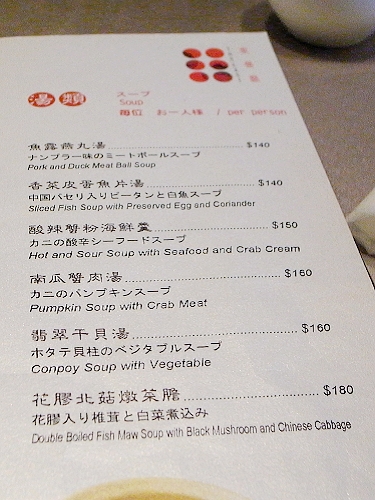 湯類
スープ
Soup
每位 お一人様 / per person
魚露燕丸湯 $140
ナンプラー味のミートボールスープ
Pork and Duck Meat Ball Soup
香菜皮蛋魚片湯 $140
中国パセリ入りピータンと白魚スープ
Sliced Fish Soup with Preserved Egg and Coriander
酸辣蟹粉海鮮羹 $150
カニの酸辛シーフードスープ
Hot and Sour Soup with Seafood and Crab Cream
南瓜蟹肉湯 $160
カニのパンプキンスープ
Pumpkin Soup with Crab Meat
翡翠干貝湯 $160
ホタテ貝柱のベジタブルスープ
Conpoy Soup with Vegetable
花膠北菇燉菜膽 $180
花膠入り椎茸と白菜煮込み
Double Boiled Fish Maw Soup with Black Mushroom and Chinese Cabbage